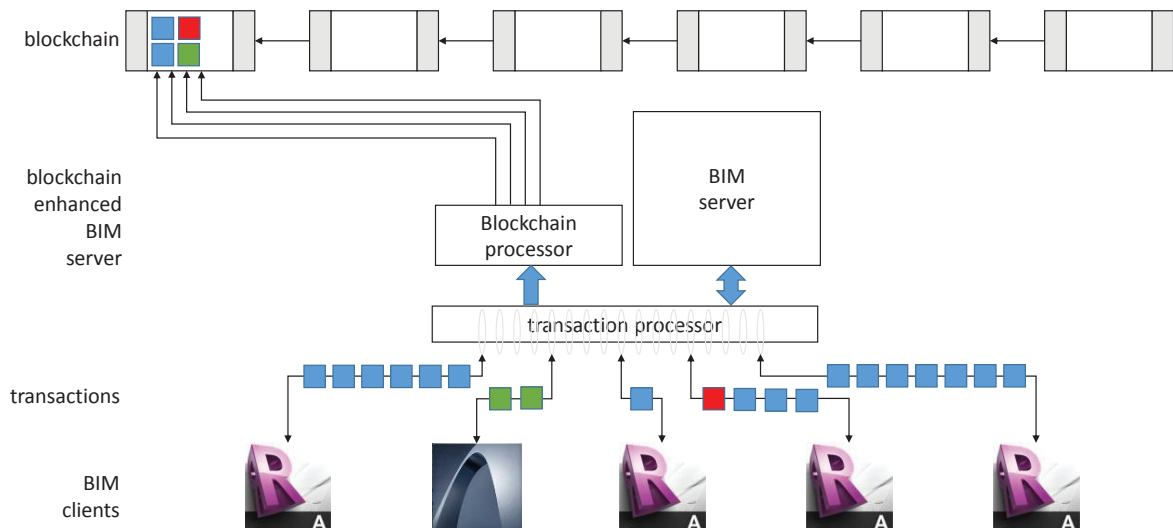 blockchain
blockchain
enhanced
BIM
server
BIM
server
Blockchain
processor
transaction processor
transactions
BIM
clients
R
A
R
A
R
A
R
A